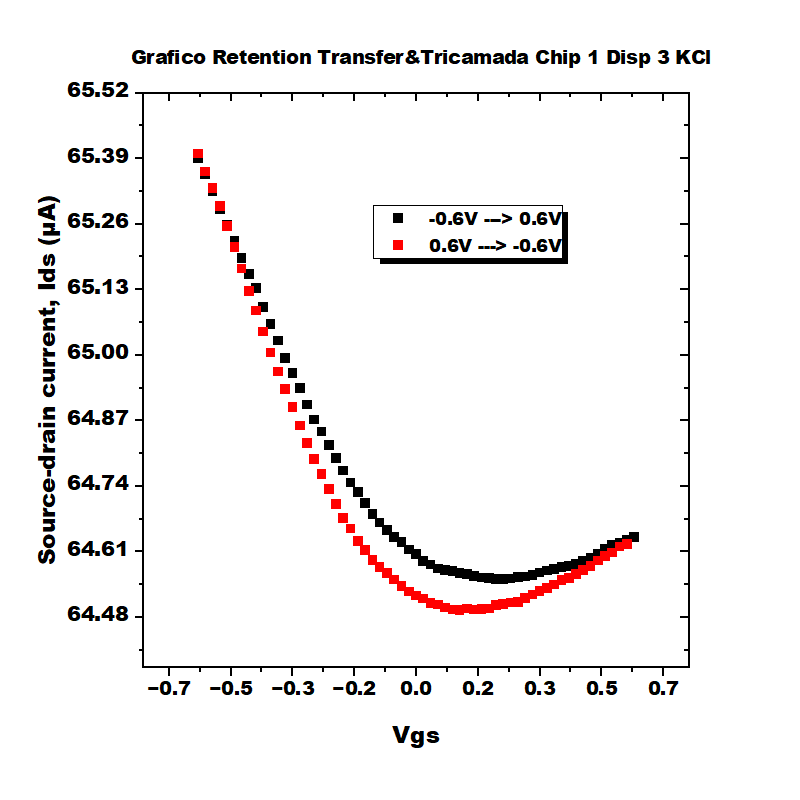 Grafico Retention Transfer&Tricamada Chip 1 Disp 3 KCl
65.52
65.39
65.26
65.13
65.00
64.87
64.74
64.61
64.48
Source-drain current, Ids (µA)
-0.6V ---> 0.6V
0.6V ---> -0.6V
−0.7 −0.5 −0.3 −0.2 0.0 0.2 0.3 0.5 0.7
Vgs